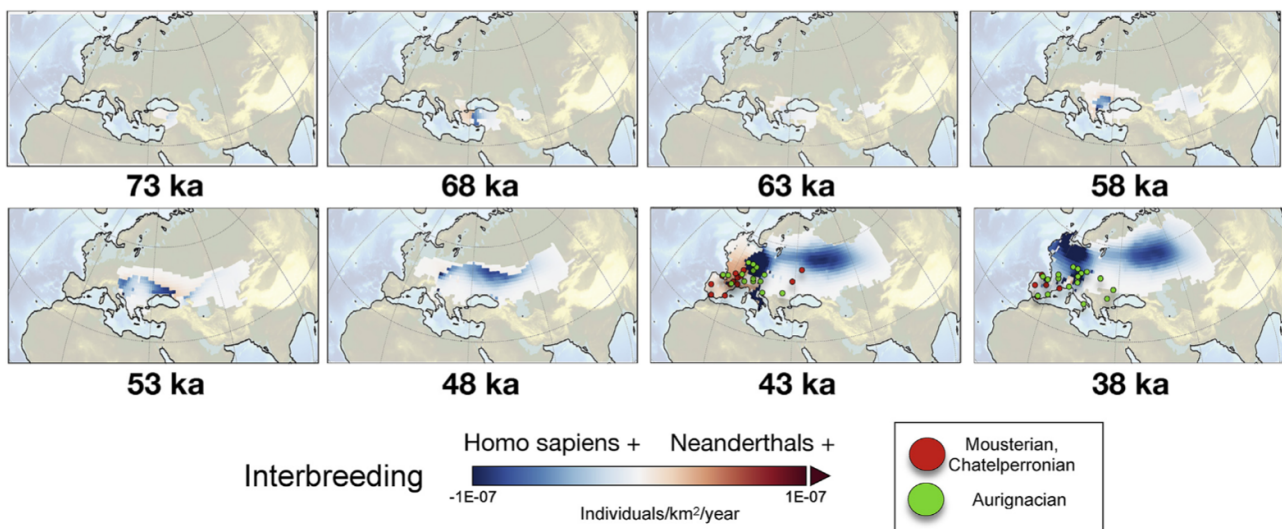 73 ka
68 ka
63 ka
58 ka
53 ka
48 ka
43 ka
38 ka
Homo sapiens +
Neanderthals +
Interbreeding
-1E-07
1E-07
Individuals/km²/year
Mousterian,
Chatelperronian
Aurignacian